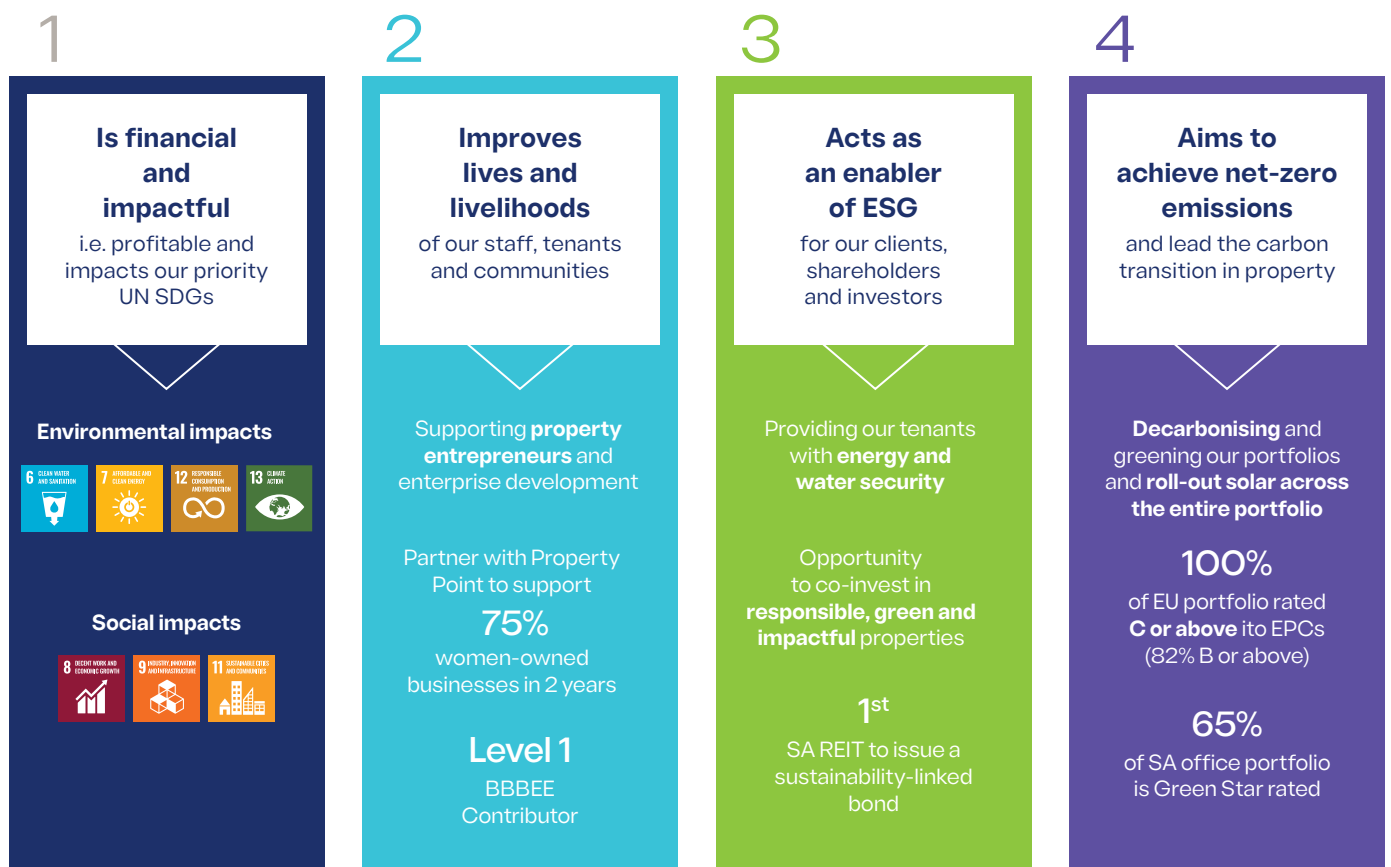 1
Is financial
and
impactful
i.e. profitable and
impacts our priority
UN SDGs
Environmental impacts
6 CLEAN WATER
AND SANITATION
7 AFFORDABLE AND
CLEAN ENERGY
12 RESPONSIBLE
CONSUMPTION
AND PRODUCTION
13 CLIMATE
ACTION
Social impacts
8 DECENT WORK AND
ECONOMIC GROWTH
9 INDUSTRY, INNOVATION
AND INFRASTRUCTURE
11 SUSTAINABLE CITIES
AND COMMUNITIES
2
Improves
lives and
livelihoods
of our staff, tenants
and communities
Supporting property
entrepreneurs and
enterprise development
Partner with Property
Point to support
75%
women-owned
businesses in 2 years
Level 1
BBBEE
Contributor
3
Acts as
an enabler
of ESG
for our clients,
shareholders
and investors
Providing our tenants
with energy and
water security
Opportunity
to co-invest in
responsible, green and
impactful properties
1st
SA REIT to issue a
sustainability-linked
bond
4
Aims to
achieve net-zero
emissions
and lead the carbon
transition in property
Decarbonising and
greening our portfolios
and roll-out solar across
the entire portfolio
100%
of EU portfolio rated
C or above ito EPCs
(82% B or above)
65%
of SA office portfolio
is Green Star rated